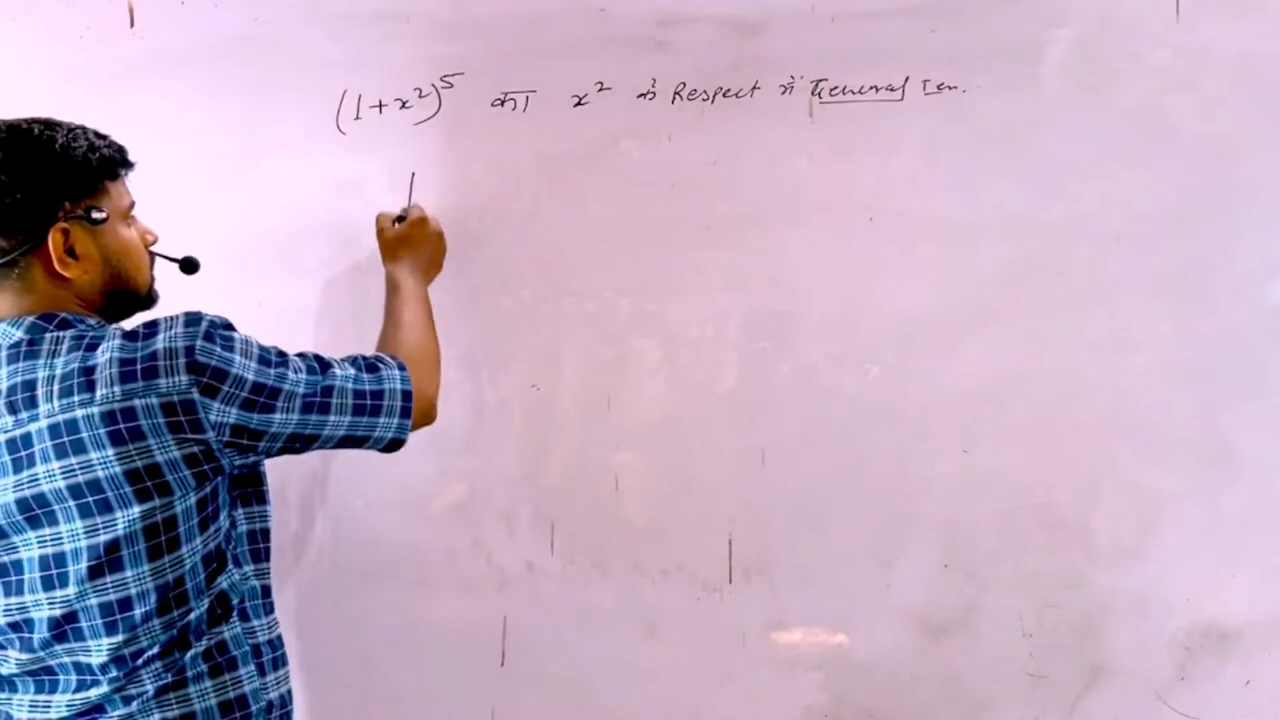 (1+x²)⁵ का x² के Respect में General Ter.